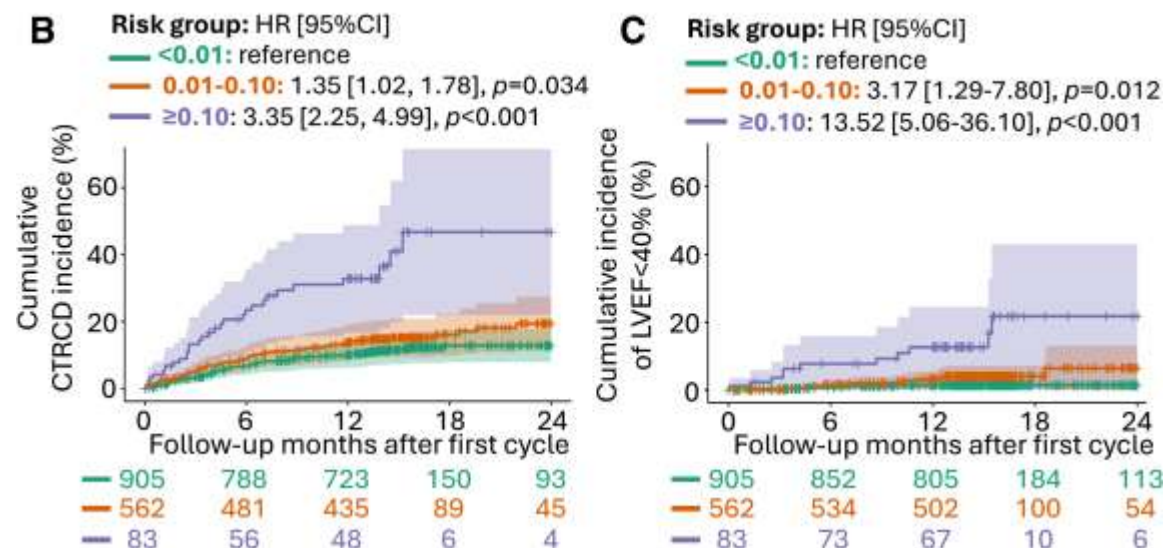 B
Risk group: HR [95%CI]
<0.01: reference
0.01-0.10: 1.35 [1.02, 1.78], p=0.034
≥0.10: 3.35 [2.25, 4.99], p<0.001
Cumulative
CTRCD incidence (%)
60
40
20
0
0 6 12 18 24
Follow-up months after first cycle
905 788 723 150 93
562 481 435 89 45
83 56 48 6 4
C
Risk group: HR [95%CI]
<0.01: reference
0.01-0.10: 3.17 [1.29-7.80], p=0.012
≥0.10: 13.52 [5.06-36.10], p<0.001
Cumulative incidence
of LVEF<40% (%)
60
40
20
0
0 6 12 18 24
Follow-up months after first cycle
905 852 805 184 113
562 534 502 100 54
83 73 67 10 6